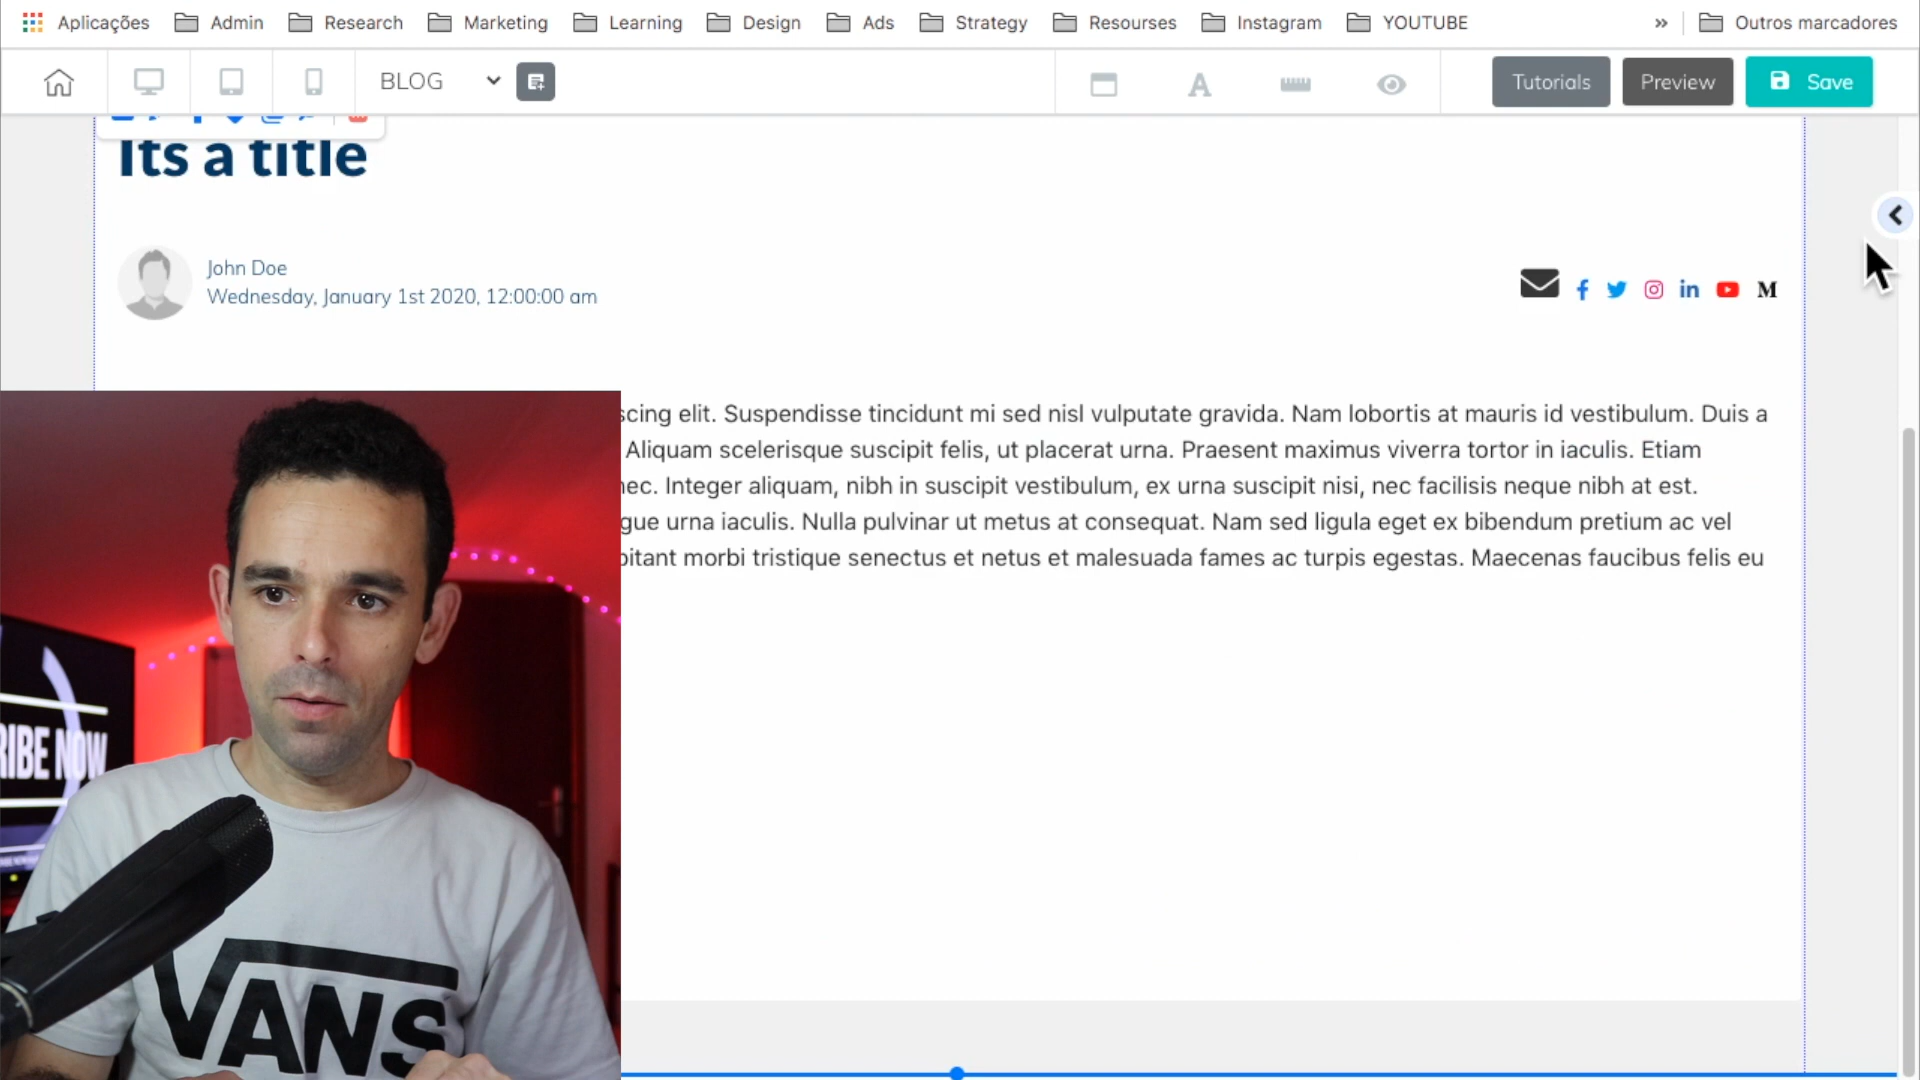 Aplicações Admin Research Marketing Learning Design Ads Strategy Resourses Instagram YOUTUBE » Outros marcadores
BLOG A Tutorials Preview Save
Its a title
John Doe
Wednesday, January 1st 2020, 12:00:00 am
scing elit. Suspendisse tincidunt mi sed nisl vulputate gravida. Nam lobortis at mauris id vestibulum. Duis a
Aliquam scelerisque suscipit felis, ut placerat urna. Praesent maximus viverra tortor in iaculis. Etiam
nec. Integer aliquam, nibh in suscipit vestibulum, ex urna suscipit nisi, nec facilisis neque nibh at est.
gue urna iaculis. Nulla pulvinar ut metus at consequat. Nam sed ligula eget ex bibendum pretium ac vel
bitant morbi tristique senectus et netus et malesuada fames ac turpis egestas. Maecenas faucibus felis eu
RIBE NOW
VANS